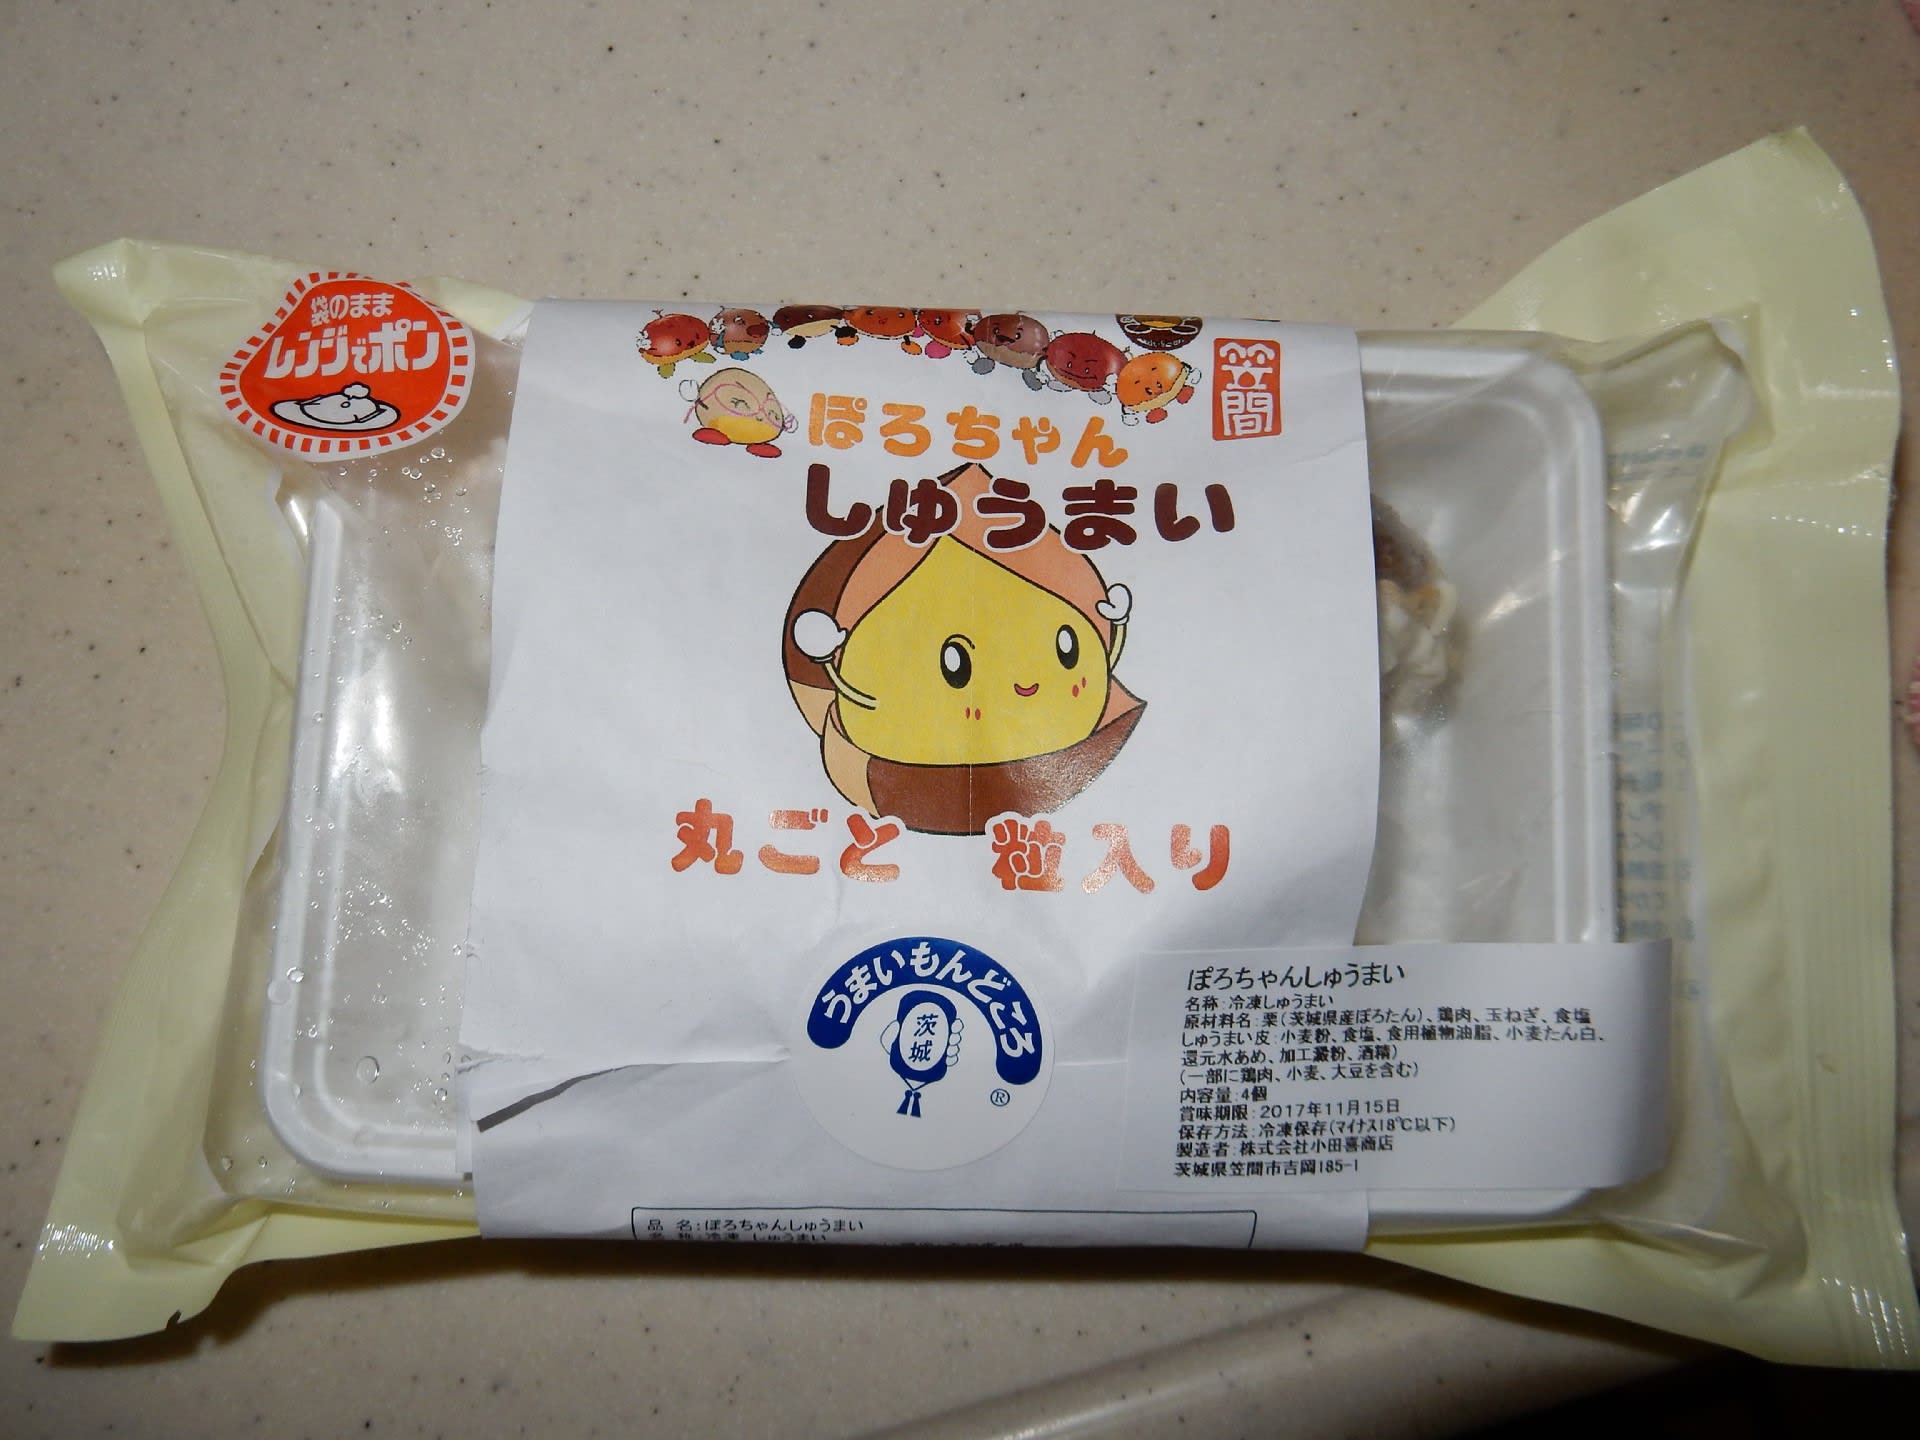 袋のまま
レンジでポン
笠間
ぽろちゃん
しゅうまい
丸ごと 粒入り
うまいもんどころ
茨城
®
ぽろちゃんしゅうまい
名称:冷凍しゅうまい
原材料名:栗(茨城県産ぽろたん)、鶏肉、玉ねぎ、食塩
しゅうまい皮:小麦粉、食塩、食用植物油脂、小麦たん白、
還元水あめ、加工澱粉、酒精)
(一部に鶏肉、小麦、大豆を含む)
内容量:4個
賞味期限:2017年11月15日
保存方法:冷凍保存(マイナス18℃以下)
製造者:株式会社小田喜商店
茨城県笠間市吉岡185-1
品 名:ぽろちゃんしゅうまい
名 称:冷凍 しゅうまい